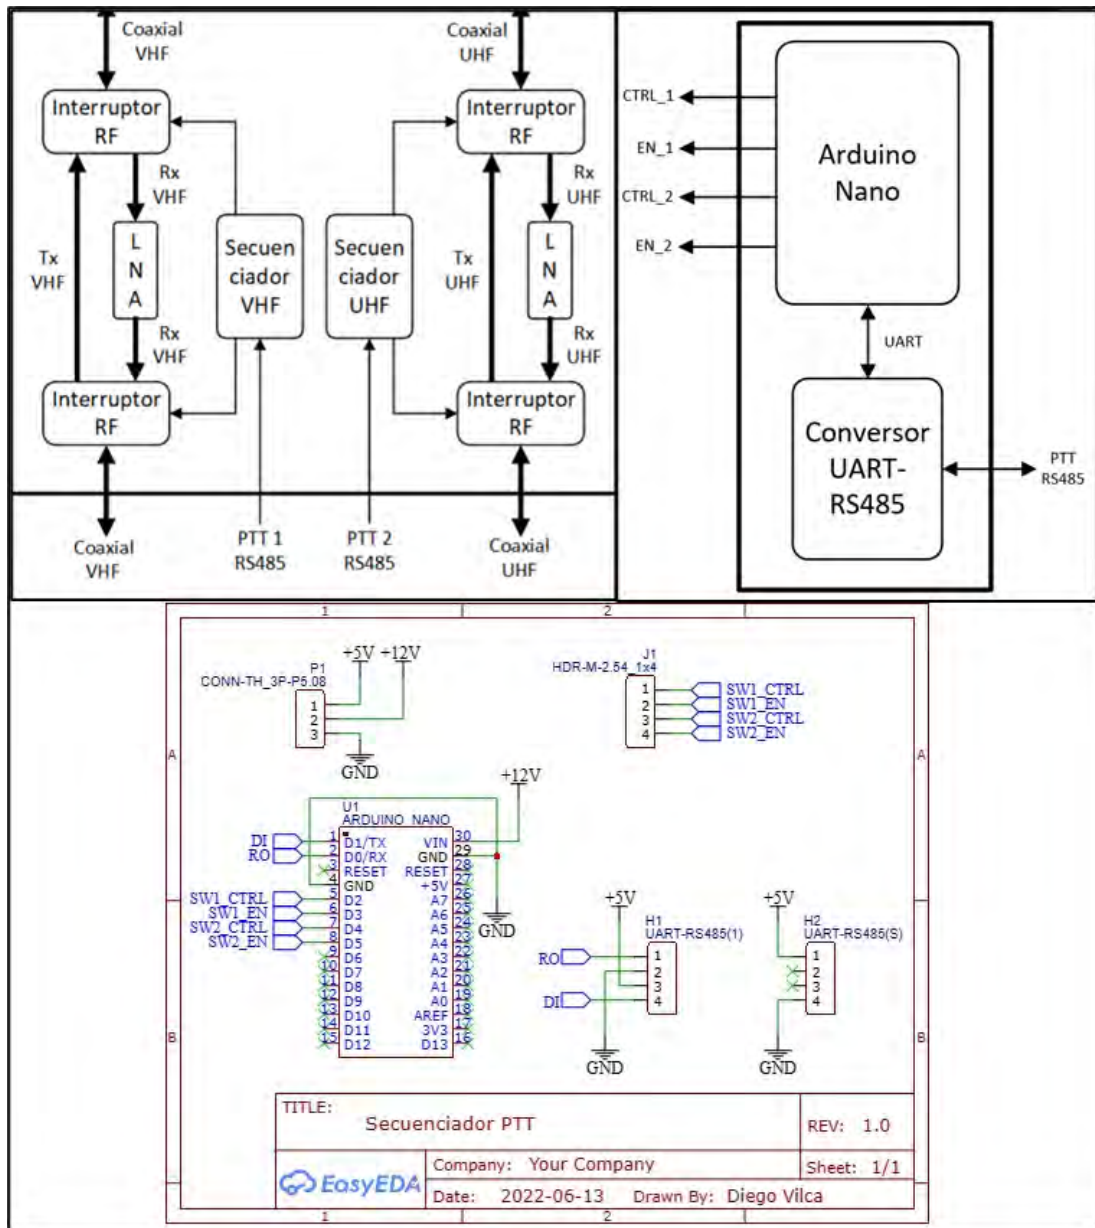 Coaxial
VHF
Coaxial
UHF
Interruptor
RF
Interruptor
RF
Rx
VHF
Rx
UHF
Tx
VHF
L
N
A
Secuen
ciador
VHF
Secuen
ciador
UHF
Tx
UHF
L
N
A
Rx
VHF
Rx
UHF
Interruptor
RF
Interruptor
RF
Coaxial
VHF
PTT 1
RS485
PTT 2
RS485
Coaxial
UHF
CTRL_1
EN_1
CTRL_2
EN_2
Arduino
Nano
UART
Conversor
UART-
RS485
PTT
RS485
1
2
A
A
B
B
1
2
P1
CONN-TH_3P-P5.08
+5V
+12V
1
2
3
GND
J1
HDR-M-2.54_1x4
1
2
3
4
SW1_CTRL
SW1_EN
SW2_CTRL
SW2_EN
+12V
U1
ARDUINO_NANO
DI
RO
SW1_CTRL
SW1_EN
SW2_CTRL
SW2_EN
1 D1/TX
2 D0/RX
3 RESET
4 GND
5 D2
6 D3
7 D4
8 D5
9 D6
10 D7
11 D8
12 D9
13 D10
14 D11
15 D12
VIN 30
GND 29
RESET 28
+5V 27
A7 26
A6 25
A5 24
A4 23
A3 22
A2 21
A1 20
A0 19
AREF 18
3V3 17
D13 16
GND
+5V
H1
UART-RS485(1)
RO
DI
1
2
3
4
GND
+5V
H2
UART-RS485(S)
1
2
3
4
GND
TITLE:
Secuenciador PTT
REV: 1.0
EasyEDA
Company: Your Company
Sheet: 1/1
Date: 2022-06-13 Drawn By: Diego Vilca